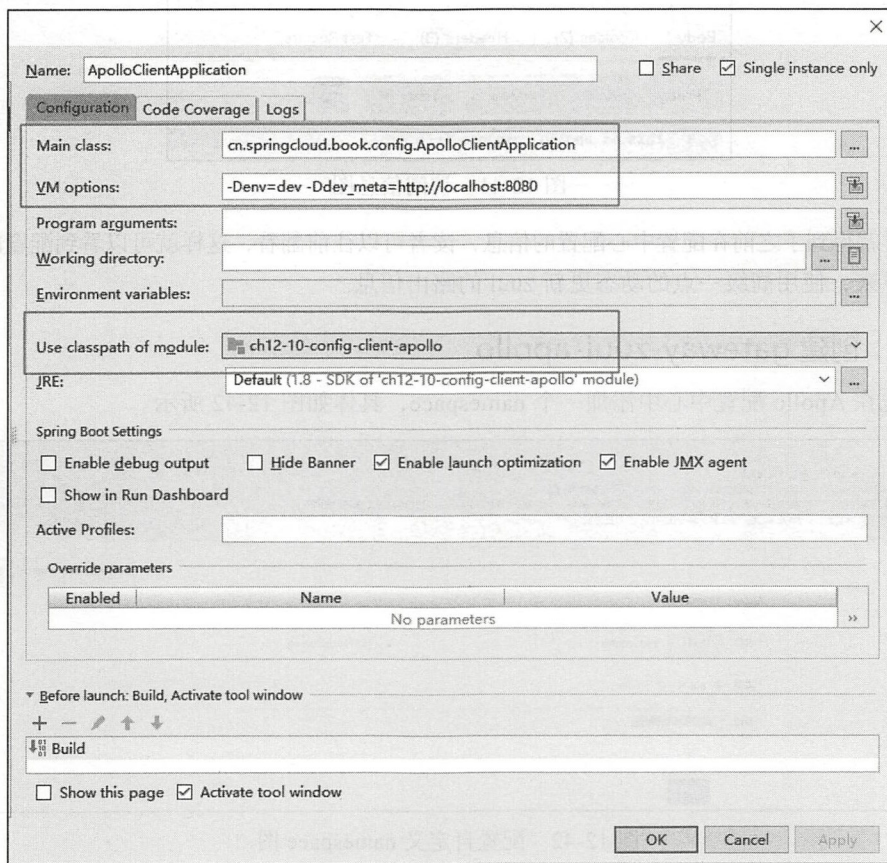 Name: ApolloClientApplication
Share
Single instance only
Configuration
Code Coverage
Logs
Main class: cn.springcloud.book.config.ApolloClientApplication ...
VM options: -Denv=dev -Ddev_meta=http://localhost:8080
Program arguments:
Working directory: ...
Environment variables: ...
Use classpath of module: ch12-10-config-client-apollo
JRE: Default (1.8 - SDK of 'ch12-10-config-client-apollo' module) ...
Spring Boot Settings
Enable debug output
Hide Banner
Enable launch optimization
Enable JMX agent
Show in Run Dashboard
Active Profiles:
Override parameters
Enabled Name Value
No parameters
Before launch: Build, Activate tool window
Build
Show this page
Activate tool window
OK Cancel Apply